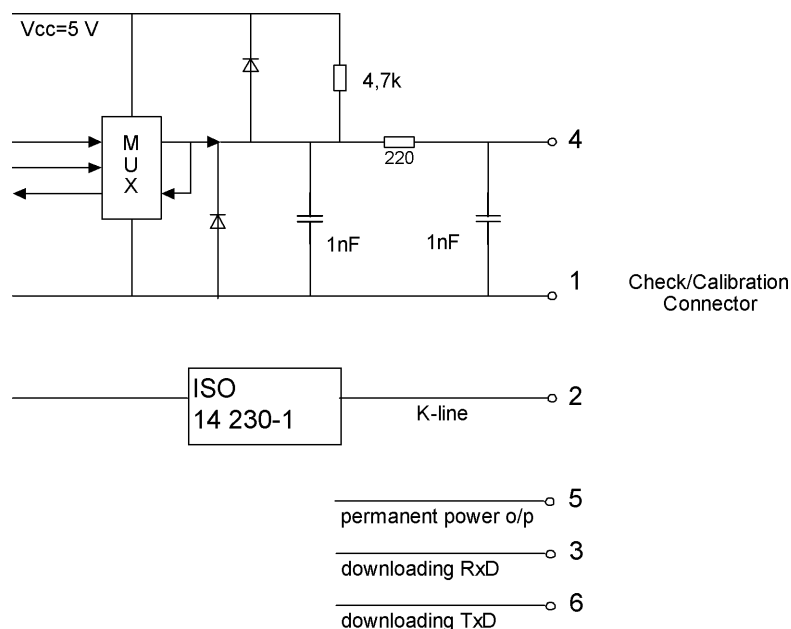 Vcc=5 V
4,7k
M
U
X
4
220
1nF
1nF
1
Check/Calibration
Connector
ISO
14 230-1
2
K-line
5
permanent power o/p
3
downloading RxD
6
downloading TxD